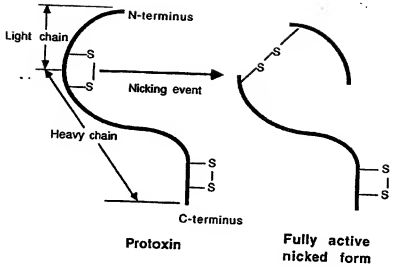 N-terminus
Light chain
S
S
Nicking event
Heavy chain
S
S
C-terminus
Protoxin
S
S
S
S
Fully active
nicked form